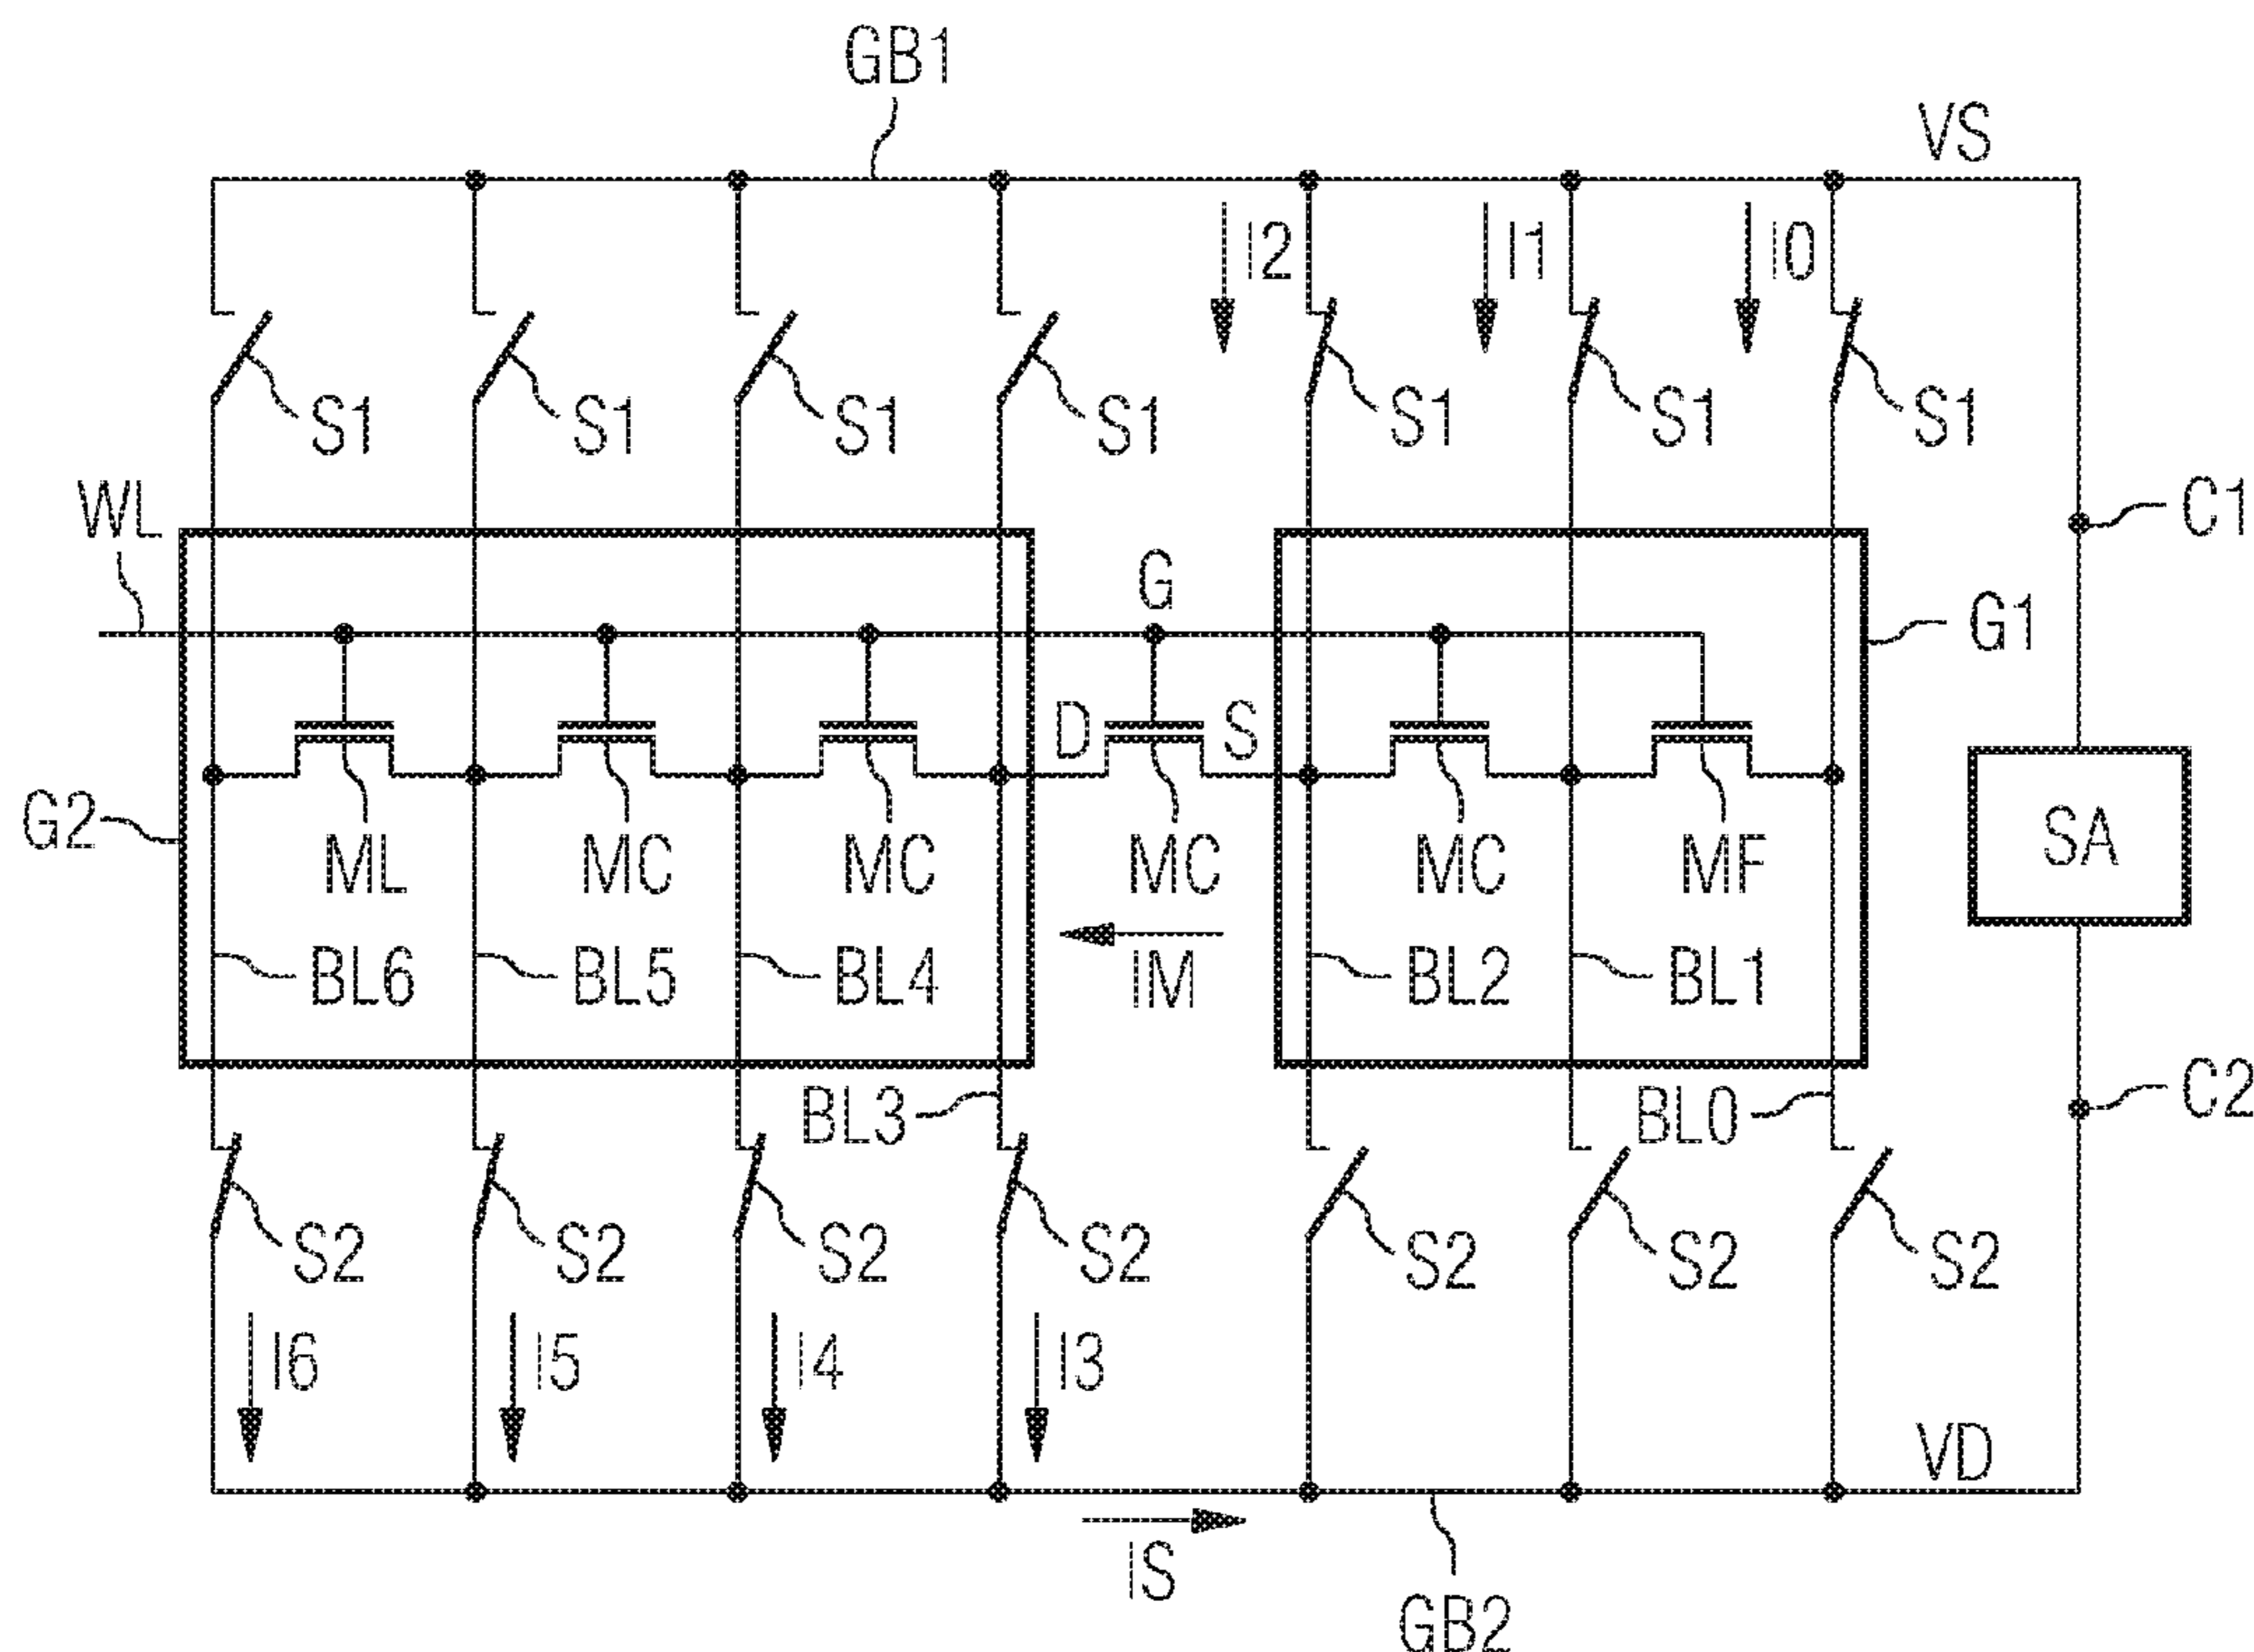 GB1
VS
I2 I1 I0
S1 S1 S1 S1 S1 S1 S1
WL
C1
G
G1
D S
G2
ML MC MC MC MC MF
SA
BL6 BL5 BL4 IM BL2 BL1
BL3 BL0
C2
S2 S2 S2 S2 S2 S2 S2
I6 I5 I4 I3
VD
IS
GB2